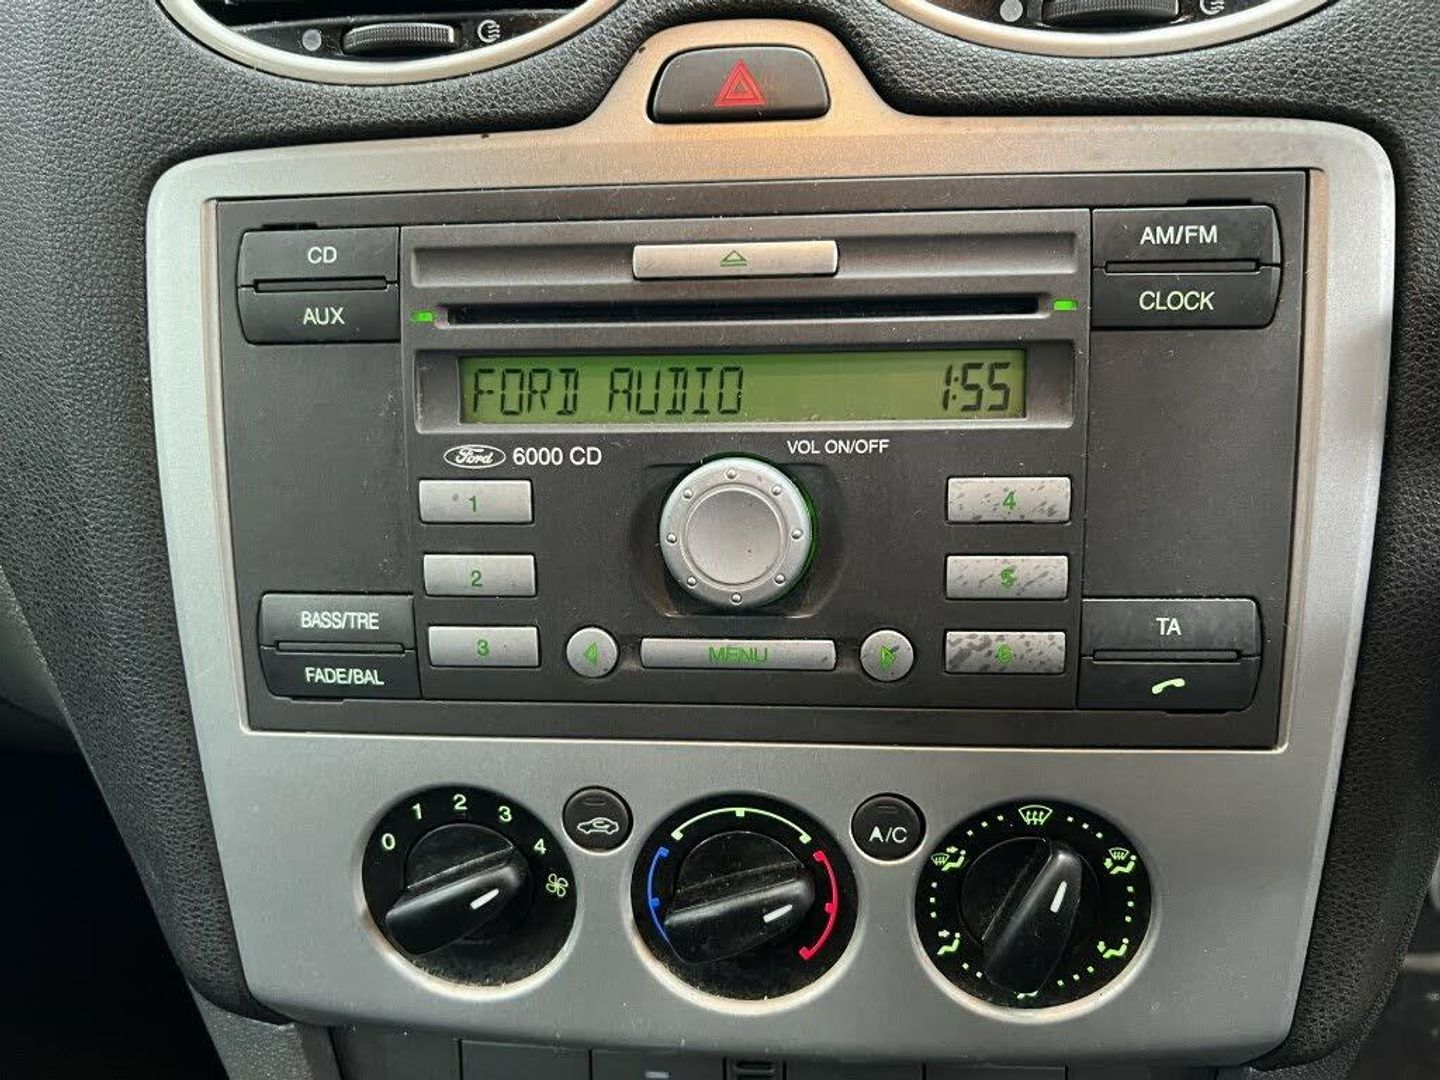 CD
AUX
AM/FM
CLOCK
FORD AUDIO 1:55
Ford 6000 CD
VOL ON/OFF
1
2
3
4
5
6
BASS/TRE
FADE/BAL
MENU
TA
0 1 2 3 4
A/C